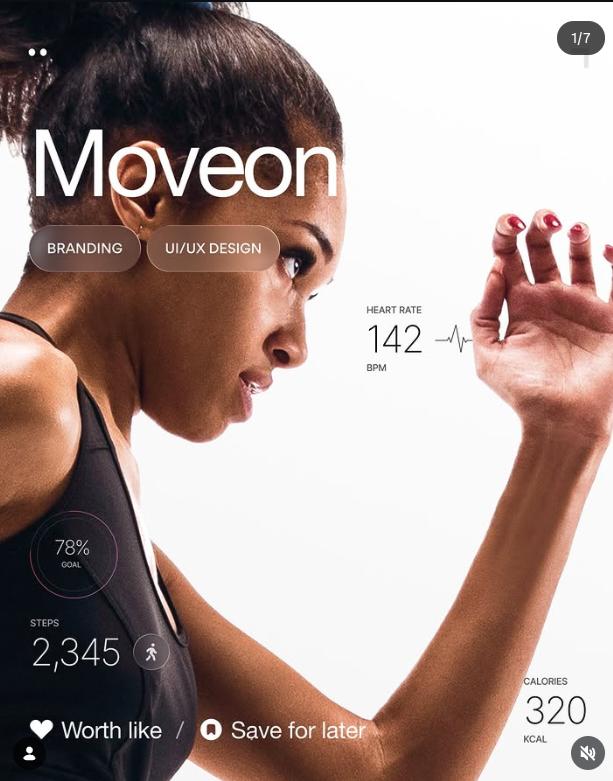 1/7
Moveon
BRANDING
UI/UX DESIGN
HEART RATE
142
BPM
78%
GOAL
STEPS
2,345
CALORIES
320
KCAL
Worth like / Save for later